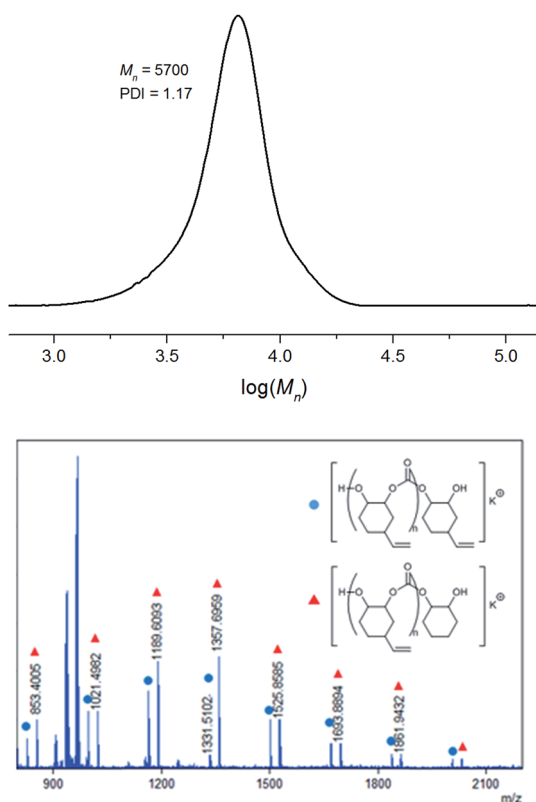 Mn = 5700
PDI = 1.17
3.0 3.5 4.0 4.5 5.0
log(Mn)
853.4005
1021.4982
1189.6093
1331.5102
1357.6959
1525.8585
1693.8894
1861.9432
H O O O O O OH n K⊕
H O O O O O OH n K⊕
900 1200 1500 1800 2100
m/z